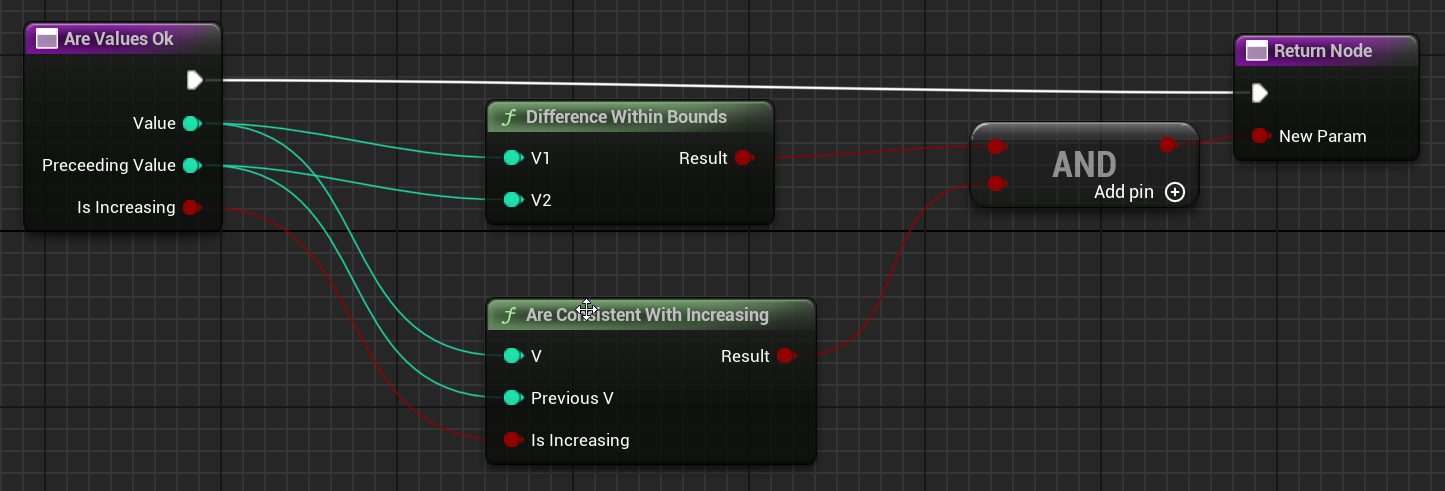 Are Values Ok
Value
Preceeding Value
Is Increasing
f Difference Within Bounds
V1 Result
V2
f Are Consistent With Increasing
V Result
Previous V
Is Increasing
AND
Add pin
Return Node
New Param